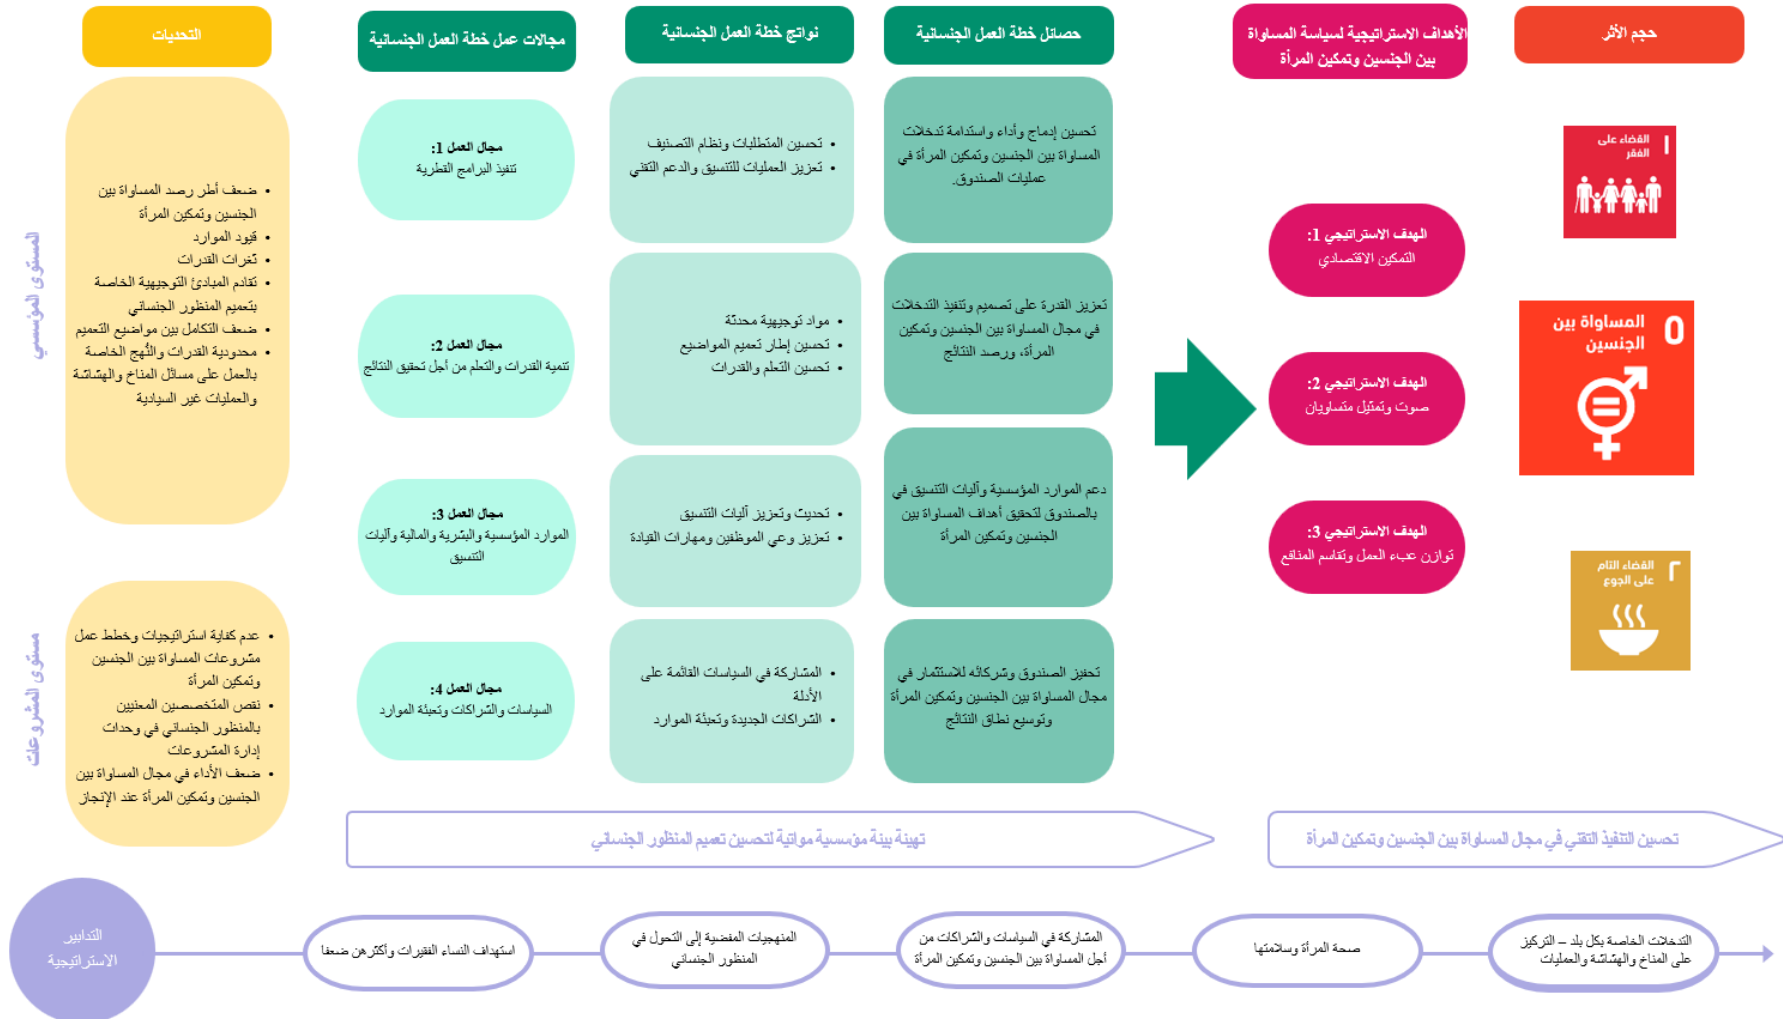 التحديات
مجالات عمل خطة العمل الجنسانية
نواتج خطة العمل الجنسانية
حصائل خطة العمل الجنسانية
الأهداف الاستراتيجية لسياسة المساواة
بين الجنسين وتمكين المرأة
حجم الأثر
المستوى المؤسسي
• ضعف أطر رصد المساواة بين
الجنسين وتمكين المرأة
• قيود الموارد
• ثغرات القدرات
• تقادم المبادئ التوجيهية الخاصة
بتعميم المنظور الجنساني
• ضعف التكامل بين مواضيع التعميم
• محدودية القدرات والنُهج الخاصة
بالعمل على مسائل المناخ والهشاشة
والعمليات غير السيادية
مستوى المشروعات
• عدم كفاية استراتيجيات وخطط عمل
مشروعات المساواة بين الجنسين
وتمكين المرأة
• نقص المتخصصين المعنيين
بالمنظور الجنساني في وحدات
إدارة المشروعات
• ضعف الأداء في مجال المساواة بين
الجنسين وتمكين المرأة عند الإنجاز
مجال العمل 1:
تنفيذ البرامج القطرية
مجال العمل 2:
تنمية القدرات والتعلم من أجل تحقيق النتائج
مجال العمل 3:
الموارد المؤسسية والبشرية والمالية وآليات
التنسيق
مجال العمل 4:
السياسات والشراكات وتعبئة الموارد
• تحسين المتطلبات ونظام التصنيف
• تعزيز العمليات للتنسيق والدعم التقني
• مواد توجيهية محدثة
• تحسين إطار تعميم المواضيع
• تحسين التعلم والقدرات
• تحديث وتعزيز آليات التنسيق
• تعزيز وعي الموظفين ومهارات القيادة
• المشاركة في السياسات القائمة على
الأدلة
• الشراكات الجديدة وتعبئة الموارد
تحسين إدماج وأداء واستدامة تدخلات
المساواة بين الجنسين وتمكين المرأة في
عمليات الصندوق.
تعزيز القدرة على تصميم وتنفيذ التدخلات
في مجال المساواة بين الجنسين وتمكين
المرأة، ورصد النتائج
دعم الموارد المؤسسية وآليات التنسيق في
بالصندوق لتحقيق أهداف المساواة بين
الجنسين وتمكين المرأة
تحفيز الصندوق وشركائه للاستثمار في
مجال المساواة بين الجنسين وتمكين المرأة
وتوسيع نطاق النتائج
الهدف الاستراتيجي 1:
التمكين الاقتصادي
الهدف الاستراتيجي 2:
صوت وتمثيل متساويان
الهدف الاستراتيجي 3:
توازن عبء العمل وتقاسم المنافع
١ القضاء على
الفقر
٥ المساواة بين
الجنسين
٢ القضاء التام
على الجوع
تهيئة بيئة مؤسسية مواتية لتحسين تعميم المنظور الجنساني
تحسين التنفيذ التقني في مجال المساواة بين الجنسين وتمكين المرأة
التدابير
الاستراتيجية
استهداف النساء الفقيرات وأكثرهن ضعفا
المنهجيات المفضية إلى التحول في
المنظور الجنساني
المشاركة في السياسات والشراكات من
أجل المساواة بين الجنسين وتمكين المرأة
صحة المرأة وسلامتها
التدخلات الخاصة بكل بلد – التركيز
على المناخ والهشاشة والعمليات